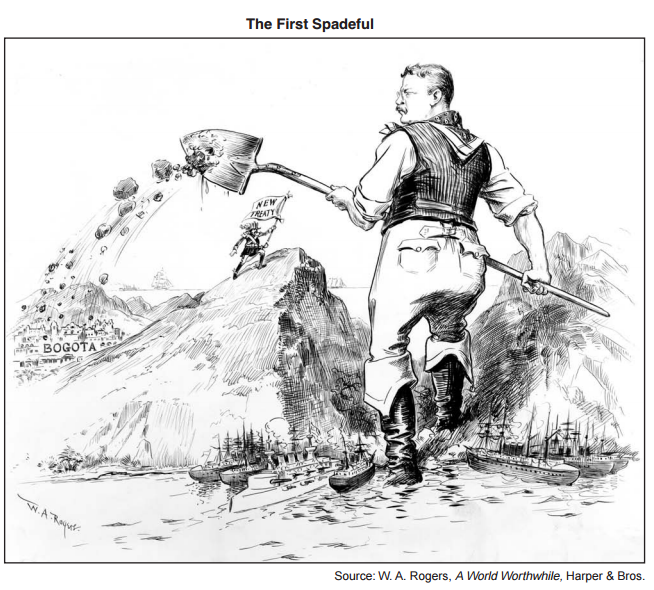 The First Spadeful
NEW
TREATY
BOGOTA
W. A. Rogers.
Source: W. A. Rogers, A World Worthwhile, Harper & Bros.